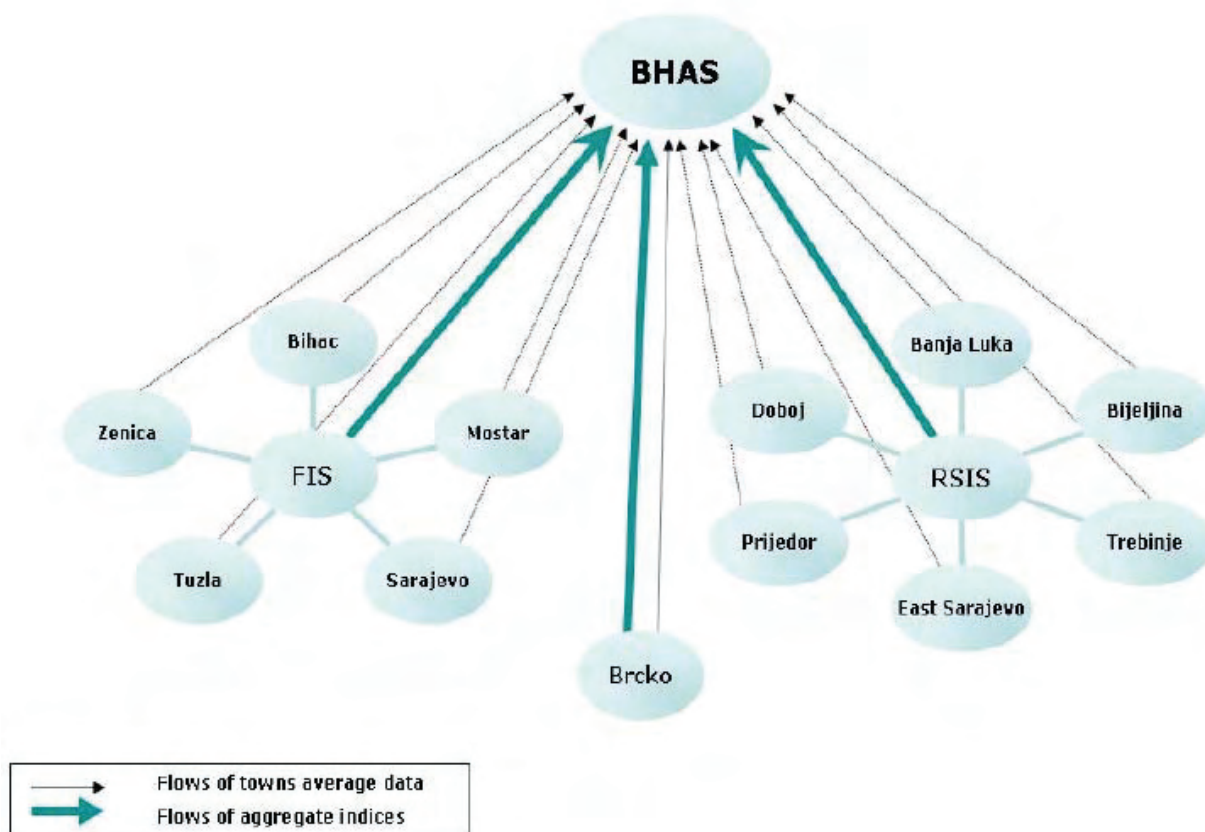 BHAS
Bihac
Zenica
Mostar
FIS
Tuzla
Sarajevo
Brcko
Banja Luka
Doboj
Bijeljina
RSIS
Prijedor
Trebinje
East Sarajevo
Flows of towns average data
Flows of aggregate indices